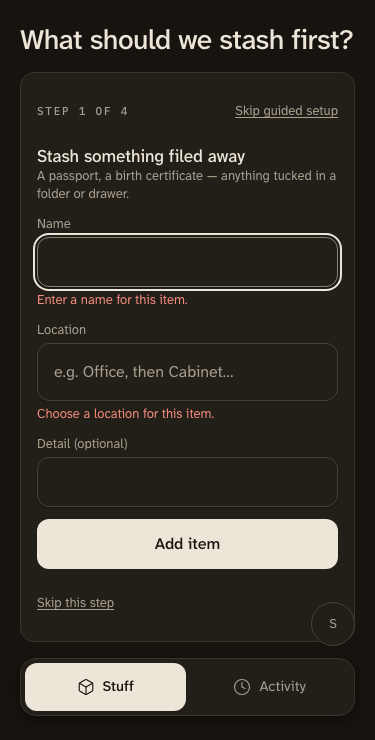 What should we stash first?
STEP 1 OF 4
Skip guided setup
Stash something filed away
A passport, a birth certificate — anything tucked in a
folder or drawer.
Name
Enter a name for this item.
Location
e.g. Office, then Cabinet...
Choose a location for this item.
Detail (optional)
Add item
Skip this step
S
Stuff
Activity